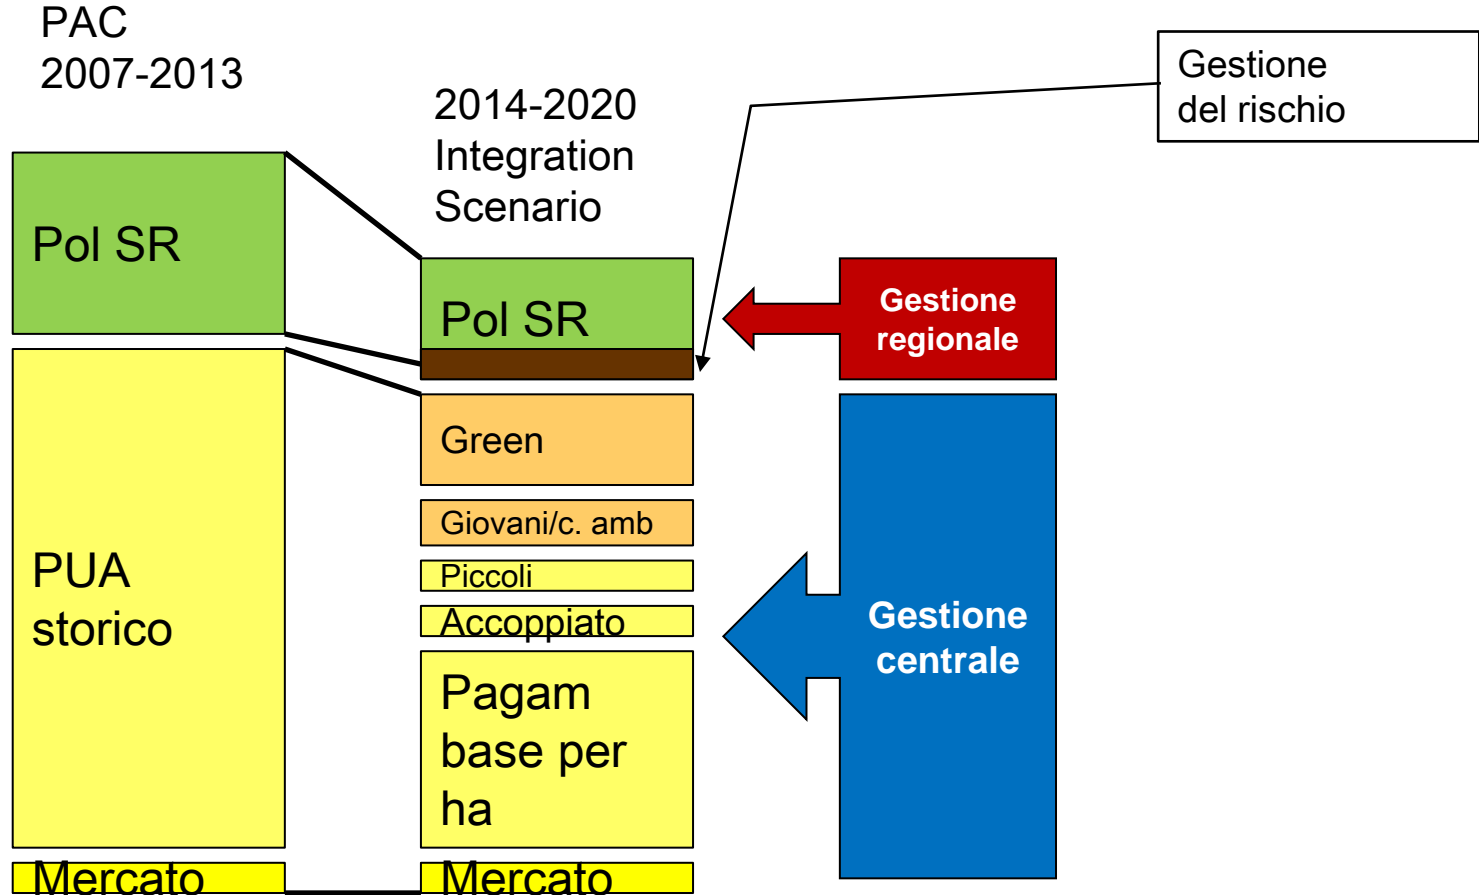 PAC
2007-2013
2014-2020
Integration
Scenario
Gestione
del rischio
Pol SR
PUA
storico
Mercato
Pol SR
Green
Giovani/c. amb
Piccoli
Accoppiato
Pagam
base per
ha
Mercato
Gestione
regionale
Gestione
centrale